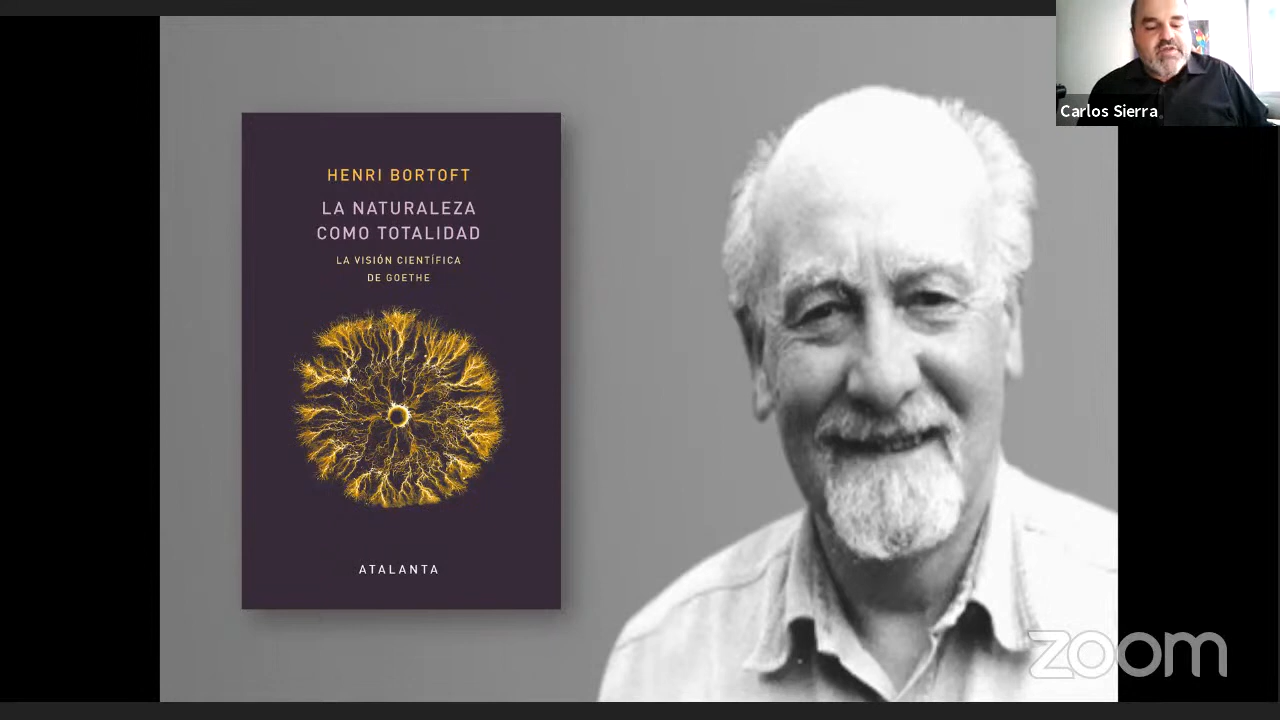 HENRI BORTOFT
LA NATURALEZA
COMO TOTALIDAD
LA VISIÓN CIENTÍFICA
DE GOETHE
ATALANTA
Carlos Sierra
zoom